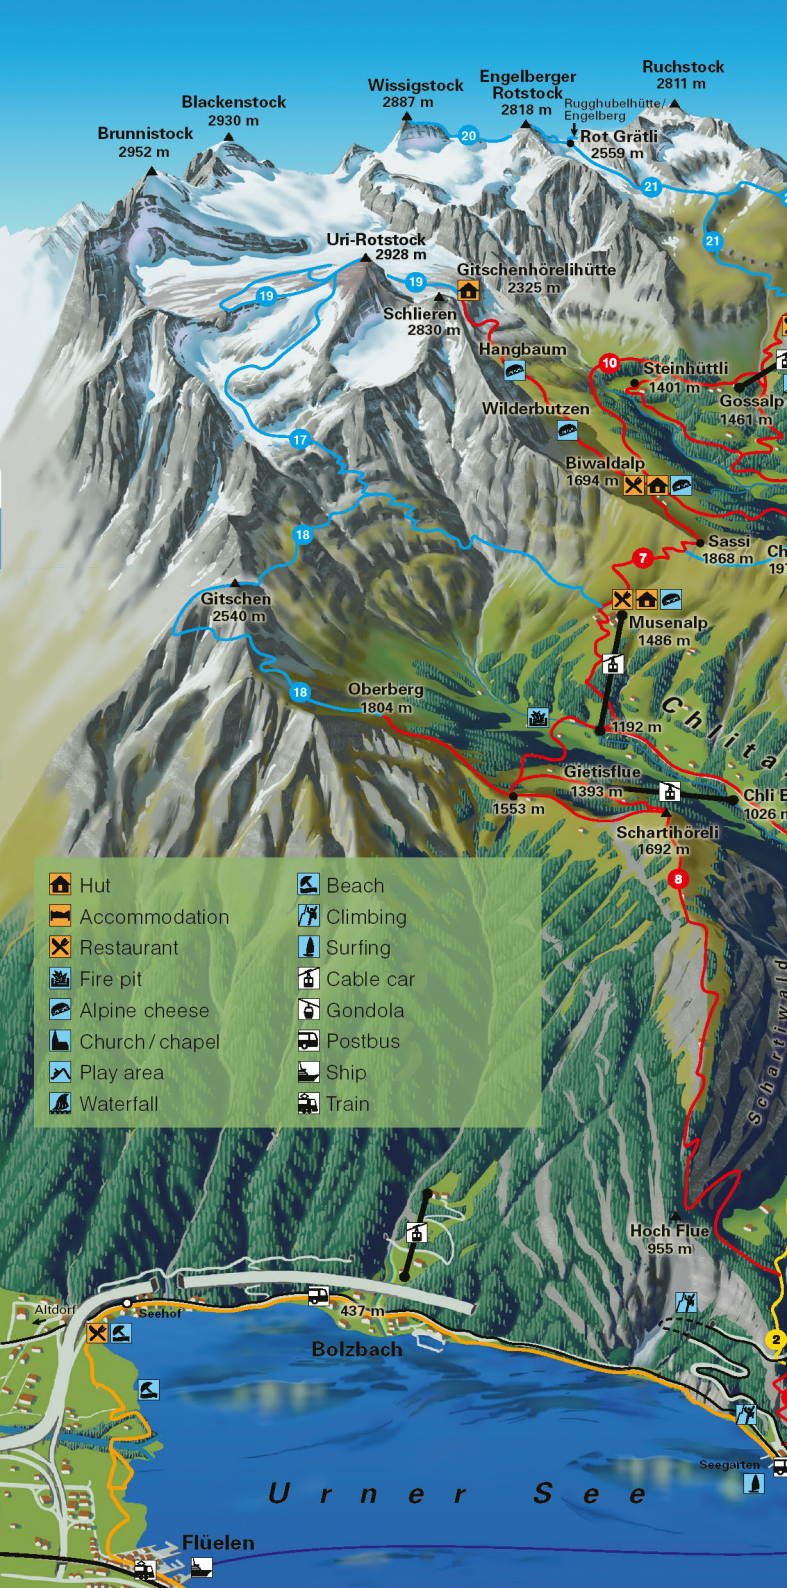 Ruchstock
2811 m
Engelberger
Rotstock
2818 m
Wissigstock
2887 m
Blackenstock
2930 m
Rugghubelhütte/
Engelberg
Brunnistock
2952 m
20
Rot Grätli
2559 m
21
21
Uri-Rotstock
2928 m
Gitschenhörelihütte
2325 m
19
19
Schlieren
2830 m
Hangbaum
10
Steinhüttli
1401 m
Gossalp
1461 m
Wilderbutzen
17
Biwaldalp
1694 m
18
Sassi
1868 m
7
Gitschen
2540 m
Musenalp
1486 m
18
Oberberg
1804 m
1192 m
Gietisflue
1393 m
1026 m
1553 m
Schartihöreli
1692 m
8
Hut
Accommodation
Restaurant
Fire pit
Alpine cheese
Church / chapel
Play area
Waterfall
Beach
Climbing
Surfing
Cable car
Gondola
Postbus
Ship
Train
Schartiwald
Hoch Flue
955 m
Altdorf
Seehof
437 m
Bolzbach
2
Seegarten
Urner See
Flüelen